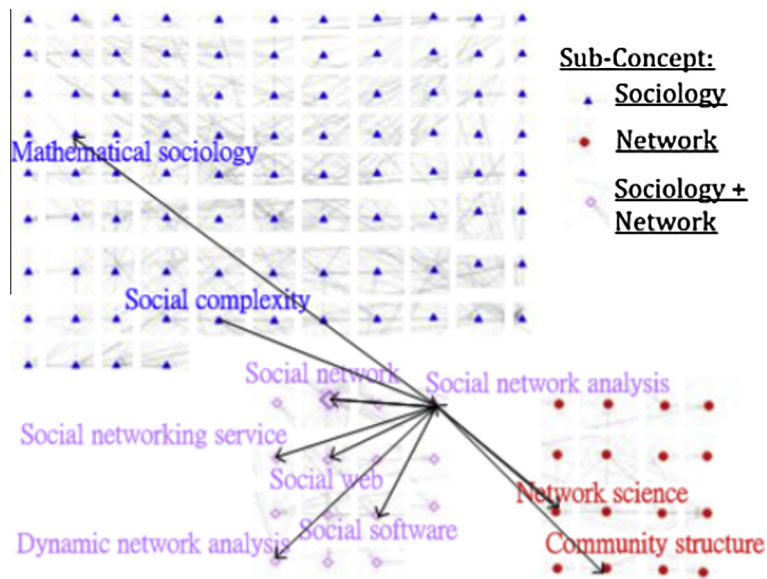 Sub-Concept:
Sociology
Network
Sociology +
Network
Mathematical sociology
Social complexity
Social network
Social network analysis
Social networking service
Social web
Network science
Social software
Dynamic network analysis
Community structure